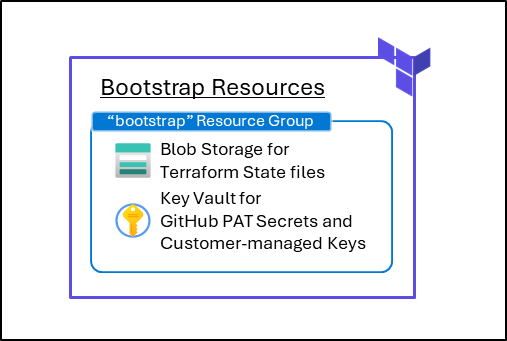 Bootstrap Resources
“bootstrap” Resource Group
Blob Storage for
Terraform State files
Key Vault for
GitHub PAT Secrets and
Customer-managed Keys